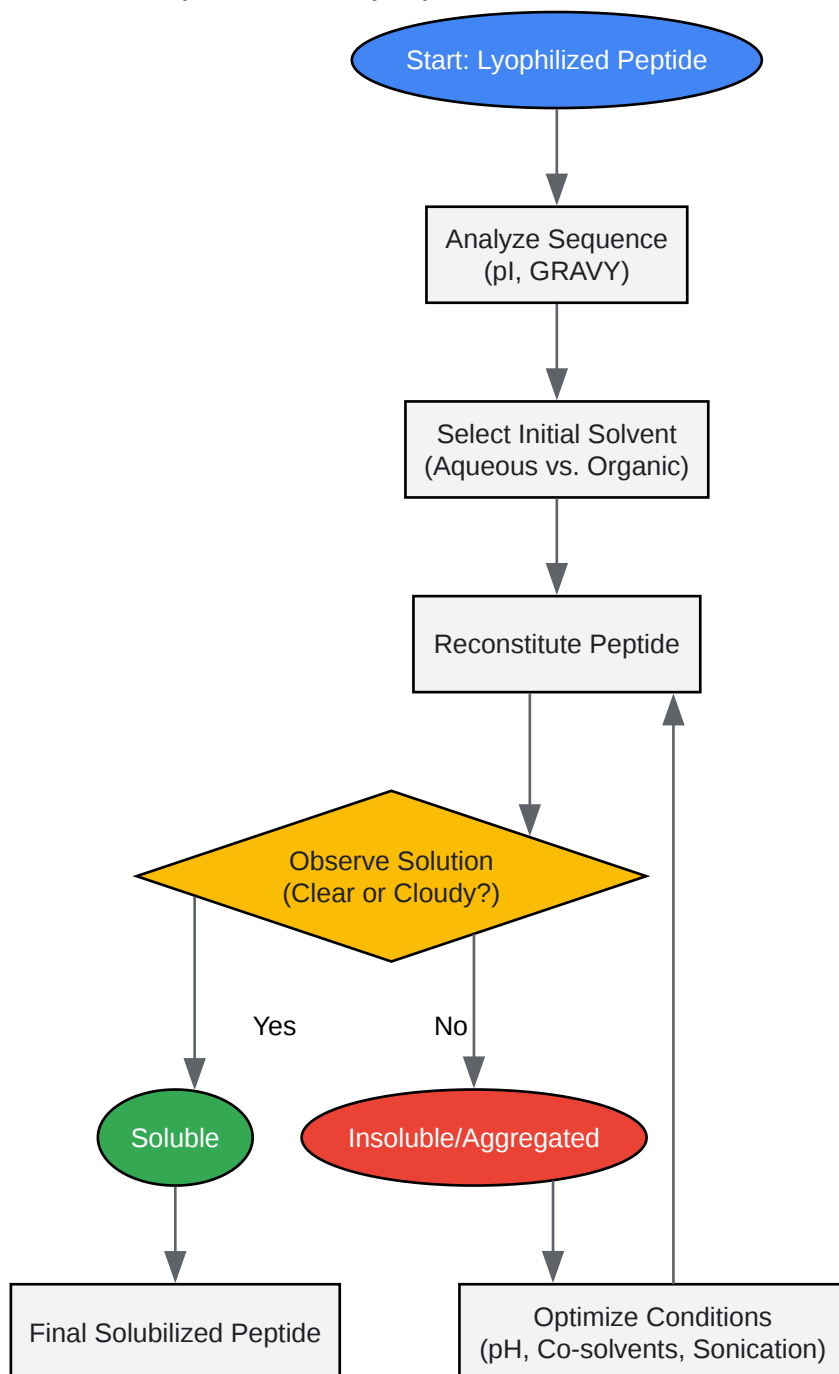 Start: Lyophilized Peptide
Analyze Sequence
(pI, GRAVY)
Select Initial Solvent
(Aqueous vs. Organic)
Reconstitute Peptide
Observe Solution
(Clear or Cloudy?)
Yes
No
Soluble
Insoluble/Aggregated
Final Solubilized Peptide
Optimize Conditions
(pH, Co-solvents, Sonication)